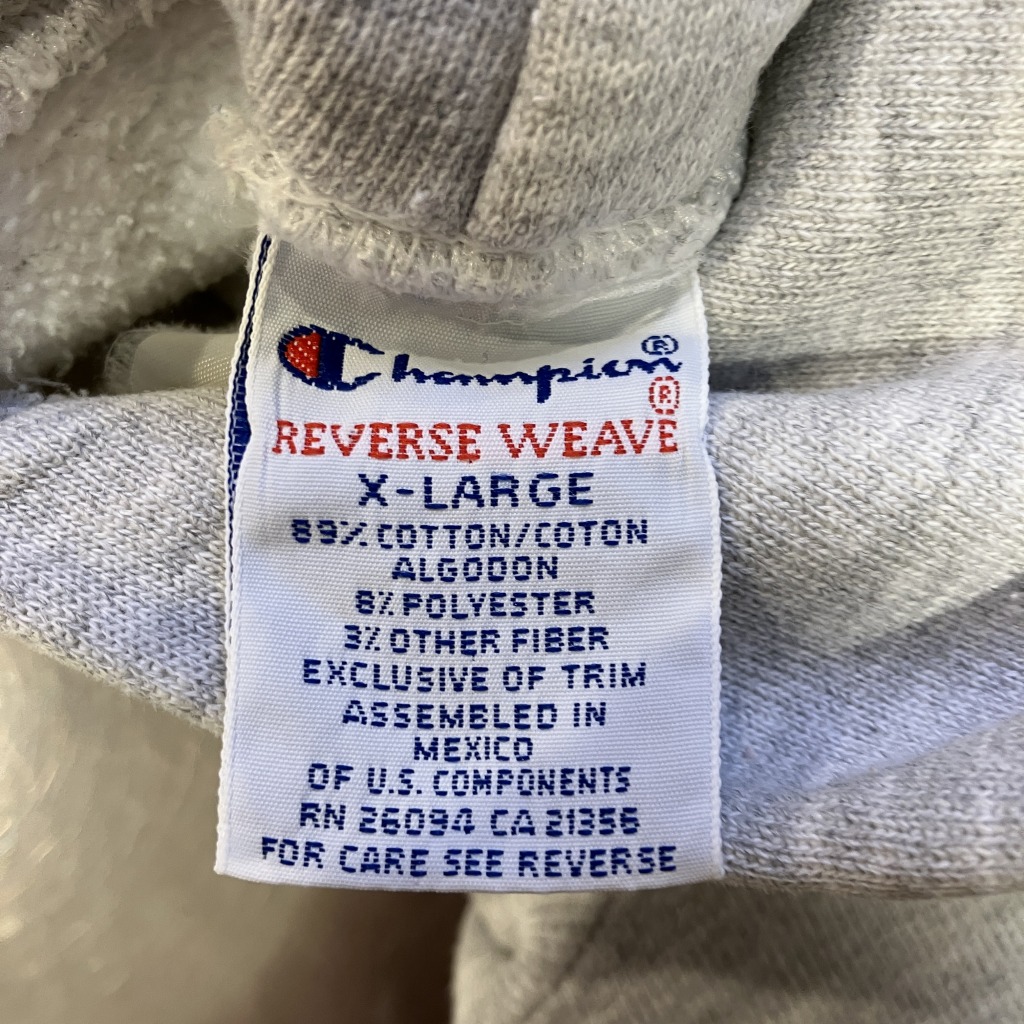 Champion®
®
REVERSE WEAVE
X-LARGE
89% COTTON/COTON
ALGODON
8% POLYESTER
3% OTHER FIBER
EXCLUSIVE OF TRIM
ASSEMBLED IN
MEXICO
OF U.S. COMPONENTS
RN 26094 CA 21356
FOR CARE SEE REVERSE